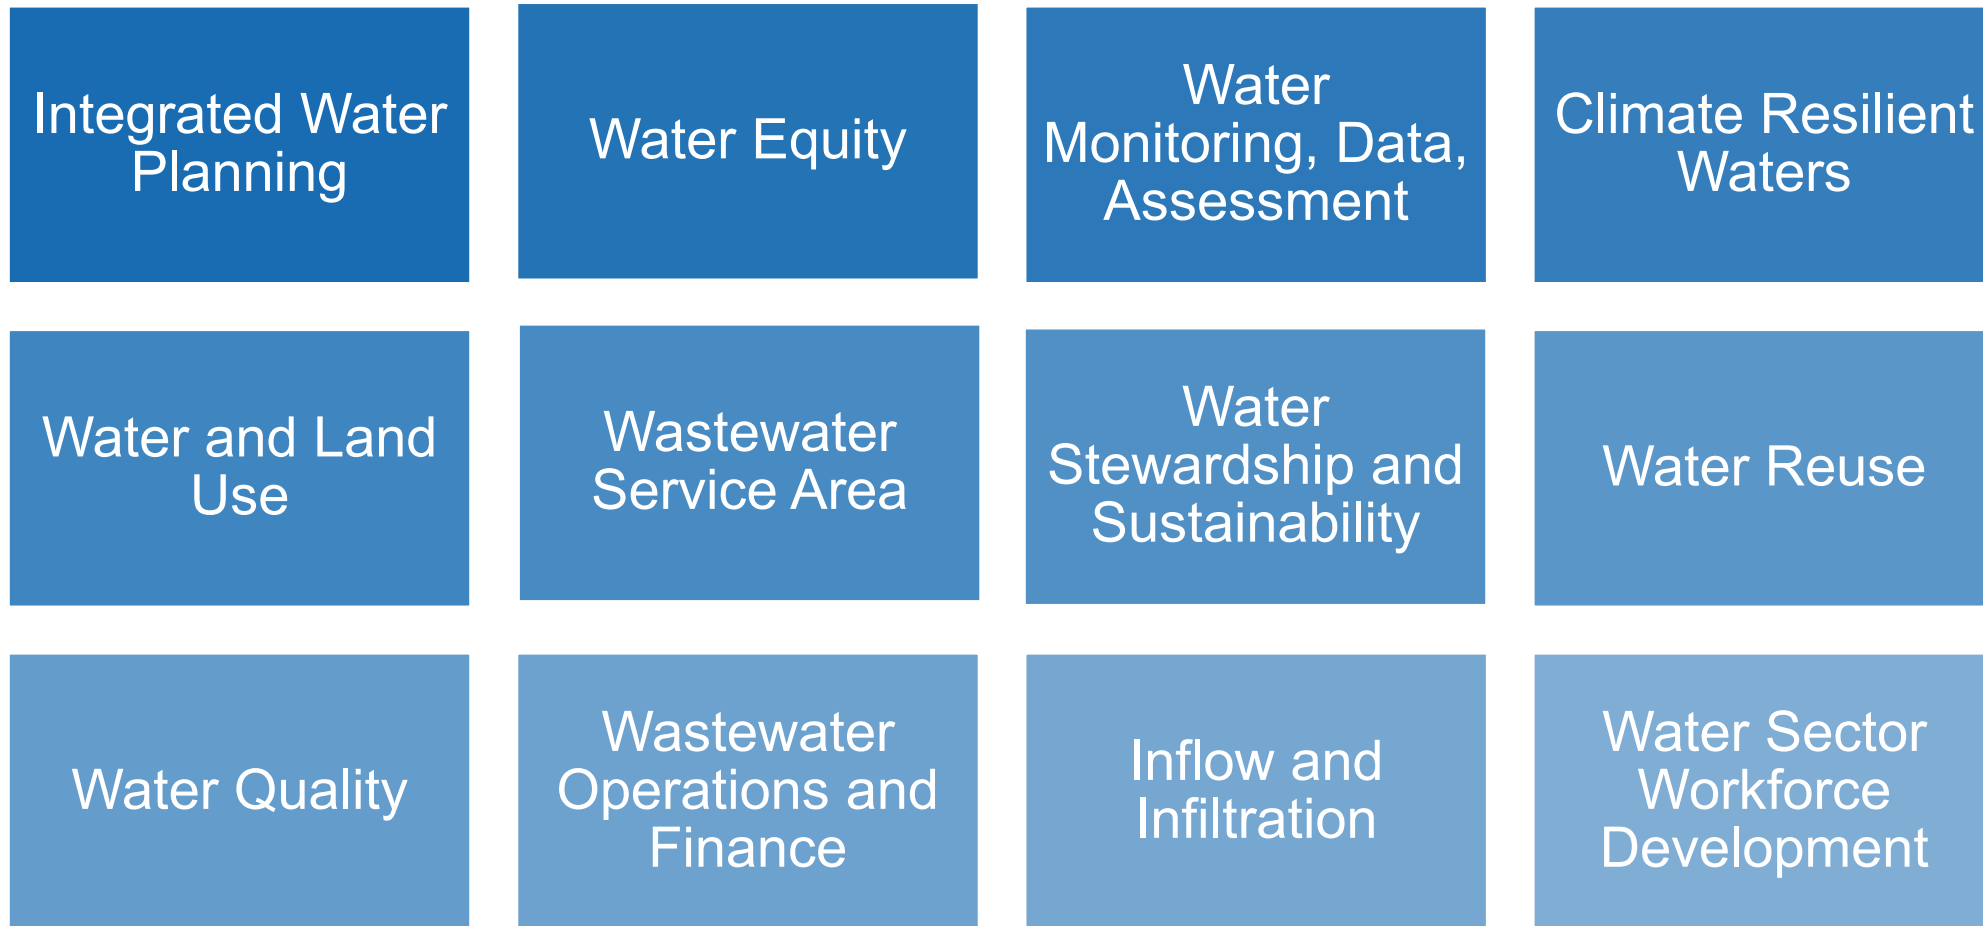 Integrated Water
Planning
Water Equity
Water
Monitoring, Data,
Assessment
Climate Resilient
Waters
Water and Land
Use
Wastewater
Service Area
Water
Stewardship and
Sustainability
Water Reuse
Water Quality
Wastewater
Operations and
Finance
Inflow and
Infiltration
Water Sector
Workforce
Development